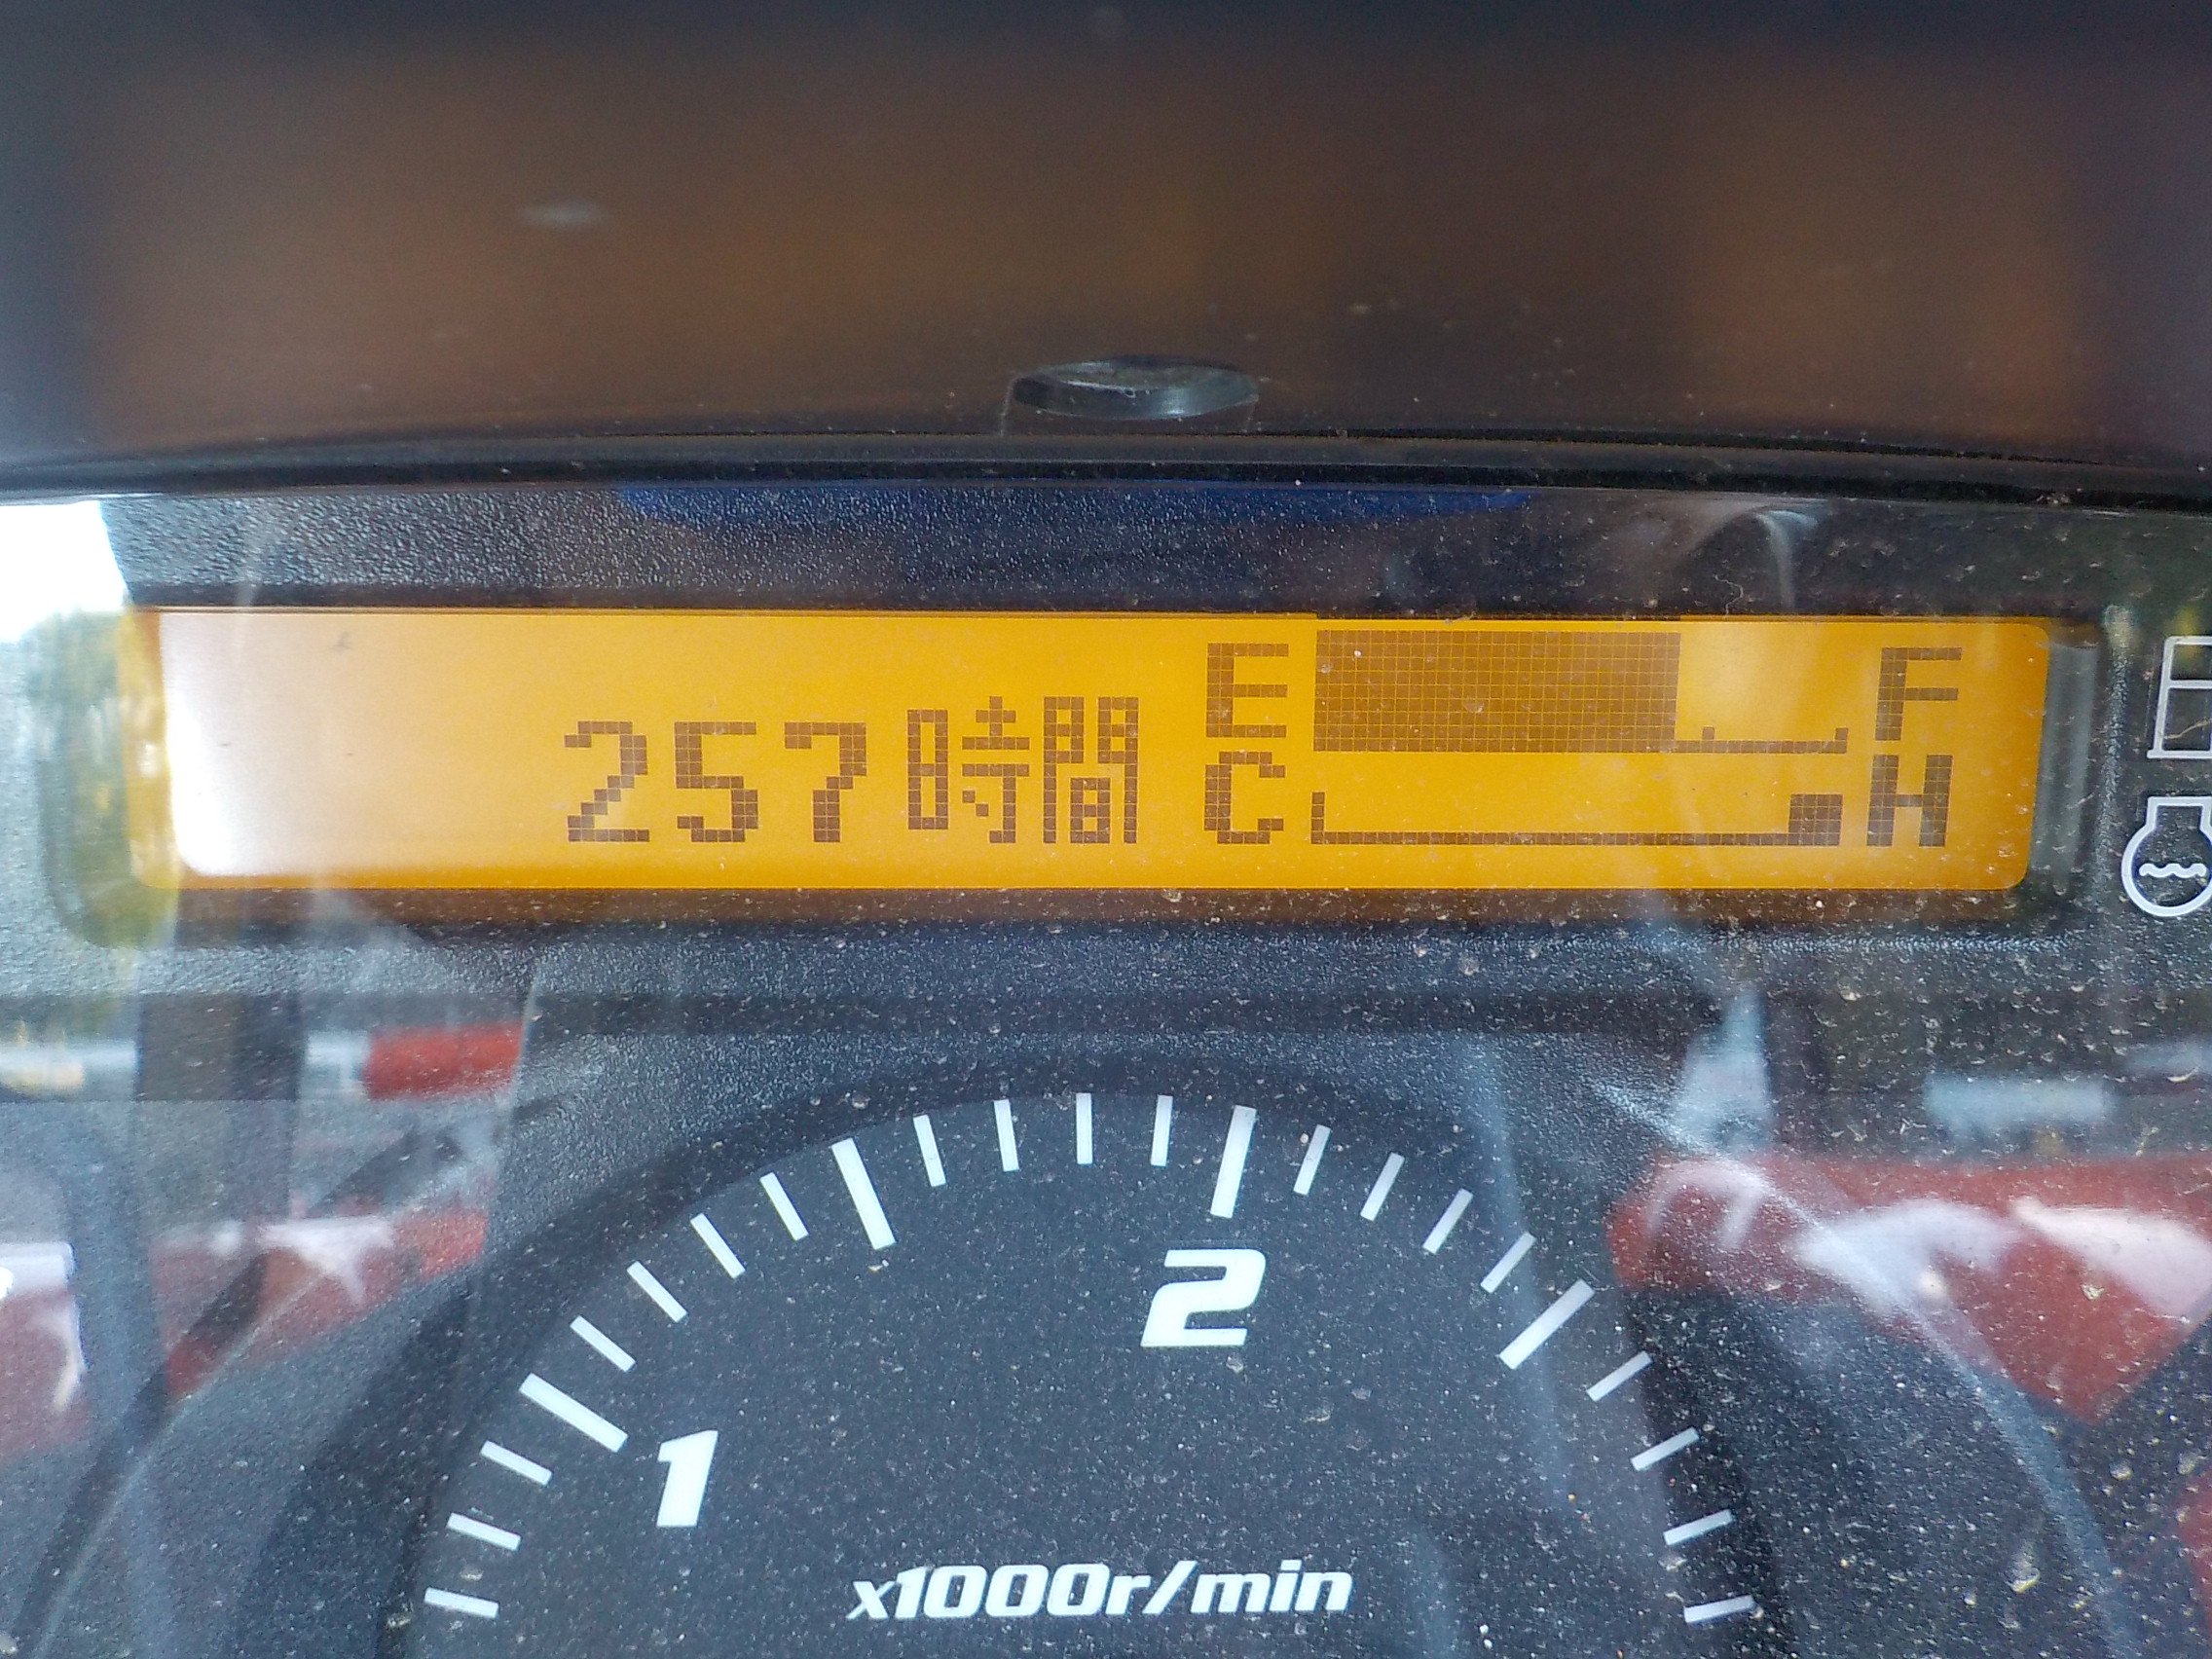 257時間
E F
C H
1
2
x1000r/min